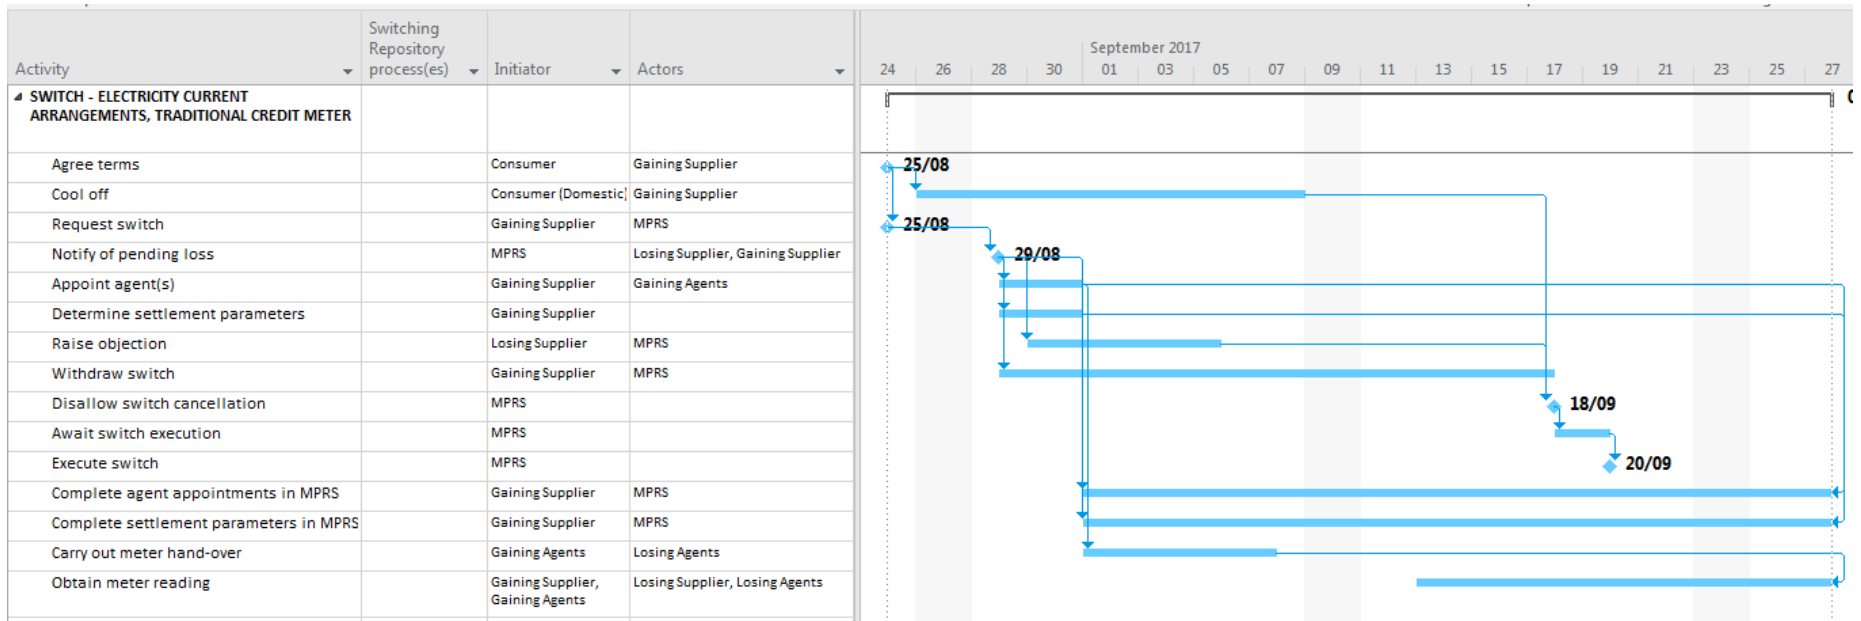 Switching
Repository
Activity process(es) Initiator Actors
September 2017
24 26 28 30 01 03 05 07 09 11 13 15 17 19 21 23 25 27
SWITCH - ELECTRICITY CURRENT
ARRANGEMENTS, TRADITIONAL CREDIT METER
Agree terms Consumer Gaining Supplier 25/08
Cool off Consumer (Domestic) Gaining Supplier
Request switch Gaining Supplier MPRS 25/08
Notify of pending loss MPRS Losing Supplier, Gaining Supplier 29/08
Appoint agent(s) Gaining Supplier Gaining Agents
Determine settlement parameters Gaining Supplier
Raise objection Losing Supplier MPRS
Withdraw switch Gaining Supplier MPRS
Disallow switch cancellation MPRS 18/09
Await switch execution MPRS
Execute switch MPRS 20/09
Complete agent appointments in MPRS Gaining Supplier MPRS
Complete settlement parameters in MPRS Gaining Supplier MPRS
Carry out meter hand-over Gaining Agents Losing Agents
Obtain meter reading Gaining Supplier, Losing Supplier, Losing Agents
Gaining Agents